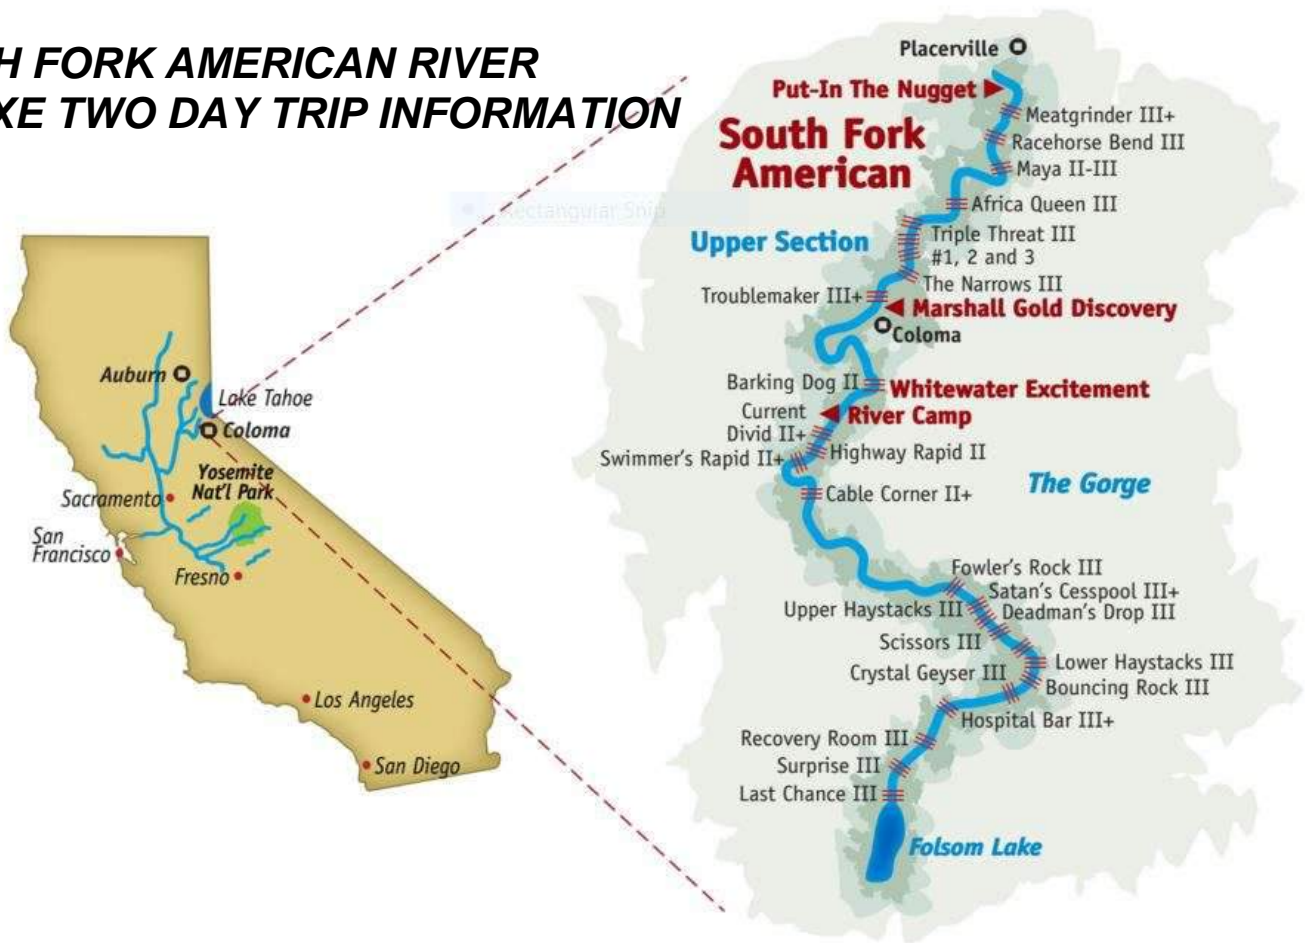 H FORK AMERICAN RIVER
XE TWO DAY TRIP INFORMATION
Rectangular Snip
Auburn
Lake Tahoe
Coloma
Yosemite
Nat'l Park
Sacramento
San
Francisco
Fresno
Los Angeles
San Diego
Placerville
Put-In The Nugget
South Fork
American
Meatgrinder III+
Racehorse Bend III
Maya II-III
Africa Queen III
Upper Section
Triple Threat III
#1, 2 and 3
The Narrows III
Troublemaker III+
Marshall Gold Discovery
Coloma
Barking Dog II
Whitewater Excitement
River Camp
Current
Divid II+
Highway Rapid II
Swimmer's Rapid II+
Cable Corner II+
The Gorge
Fowler's Rock III
Satan's Cesspool III+
Upper Haystacks III
Deadman's Drop III
Scissors III
Lower Haystacks III
Crystal Geyser III
Bouncing Rock III
Hospital Bar III+
Recovery Room III
Surprise III
Last Chance III
Folsom Lake